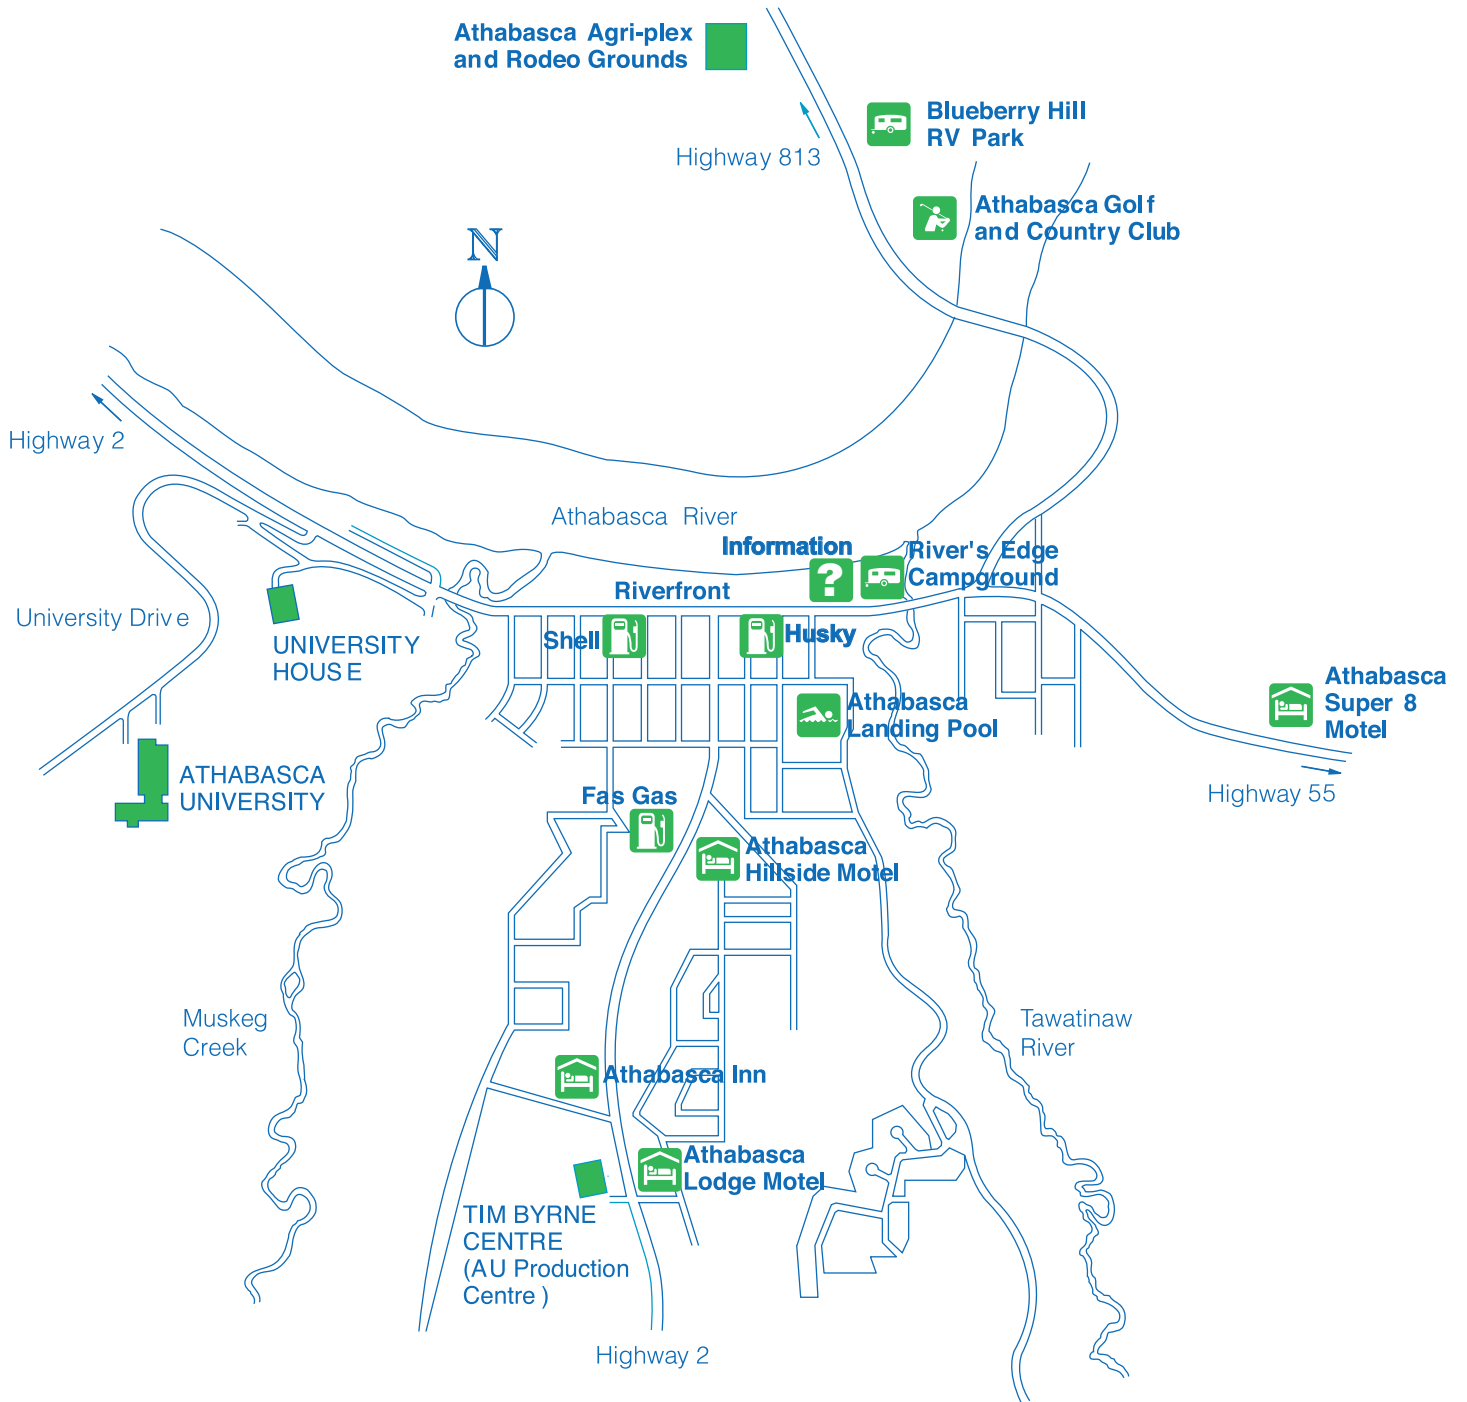 Athabasca Agri-plex
and Rodeo Grounds
Blueberry Hill
RV Park
Highway 813
Athabasca Golf
and Country Club
N
Highway 2
Athabasca River
Information
?
River's Edge
Campground
Riverfront
University Drive
Shell
Husky
UNIVERSITY
HOUSE
Athabasca
Super 8
Motel
Athabasca
Landing Pool
ATHABASCA
UNIVERSITY
Highway 55
Fas Gas
Athabasca
Hillside Motel
Muskeg
Creek
Tawatinaw
River
Athabasca Inn
Athabasca
Lodge Motel
TIM BYRNE
CENTRE
(AU Production
Centre )
Highway 2